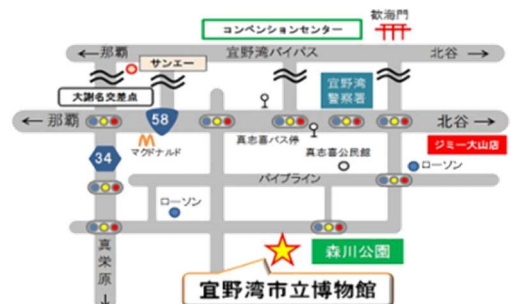 歓海門
コンベンションセンター
←那覇
宜野湾バイパス
北谷→
サンエー
大謝名交差点
宜野湾
警察署
←那覇
58
北谷→
マクドナルド
真志喜バス停
真志喜公民館
ジミー大山店
34
ローソン
パイプライン
ローソン
真栄原
↓
森川公園
宜野湾市立博物館